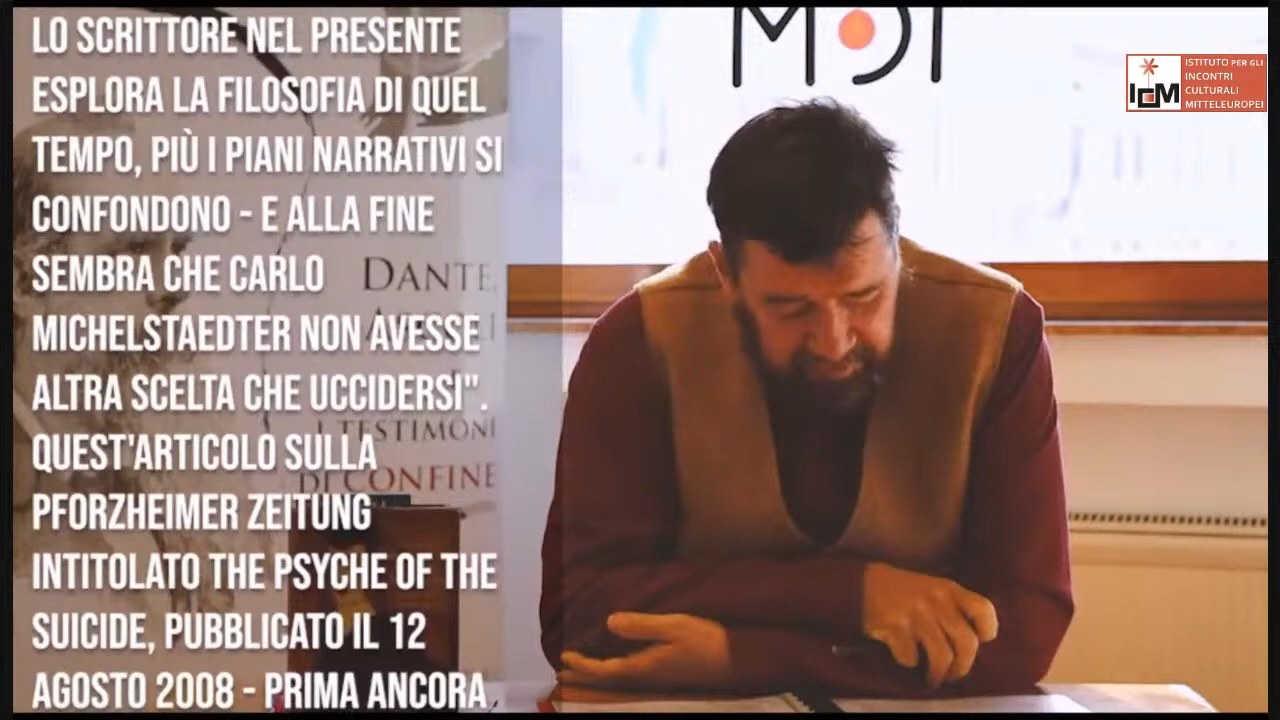 LO SCRITTORE NEL PRESENTE
ESPLORA LA FILOSOFIA DI QUEL
TEMPO, PIÙ I PIANI NARRATIVI SI
CONFONDONO - E ALLA FINE
SEMBRA CHE CARLO
MICHELSTAEDTER NON AVESSE
ALTRA SCELTA CHE UCCIDERSI".
QUEST'ARTICOLO SULLA
PFORZHEIMER ZEITUNG
INTITOLATO THE PSYCHE OF THE
SUICIDE, PUBBLICATO IL 12
AGOSTO 2008 - PRIMA ANCORA
DANTE,
I TESTIMONI
DI CONFINE
ICM
ISTITUTO PER GLI
INCONTRI
CULTURALI
MITTELEUROPEI